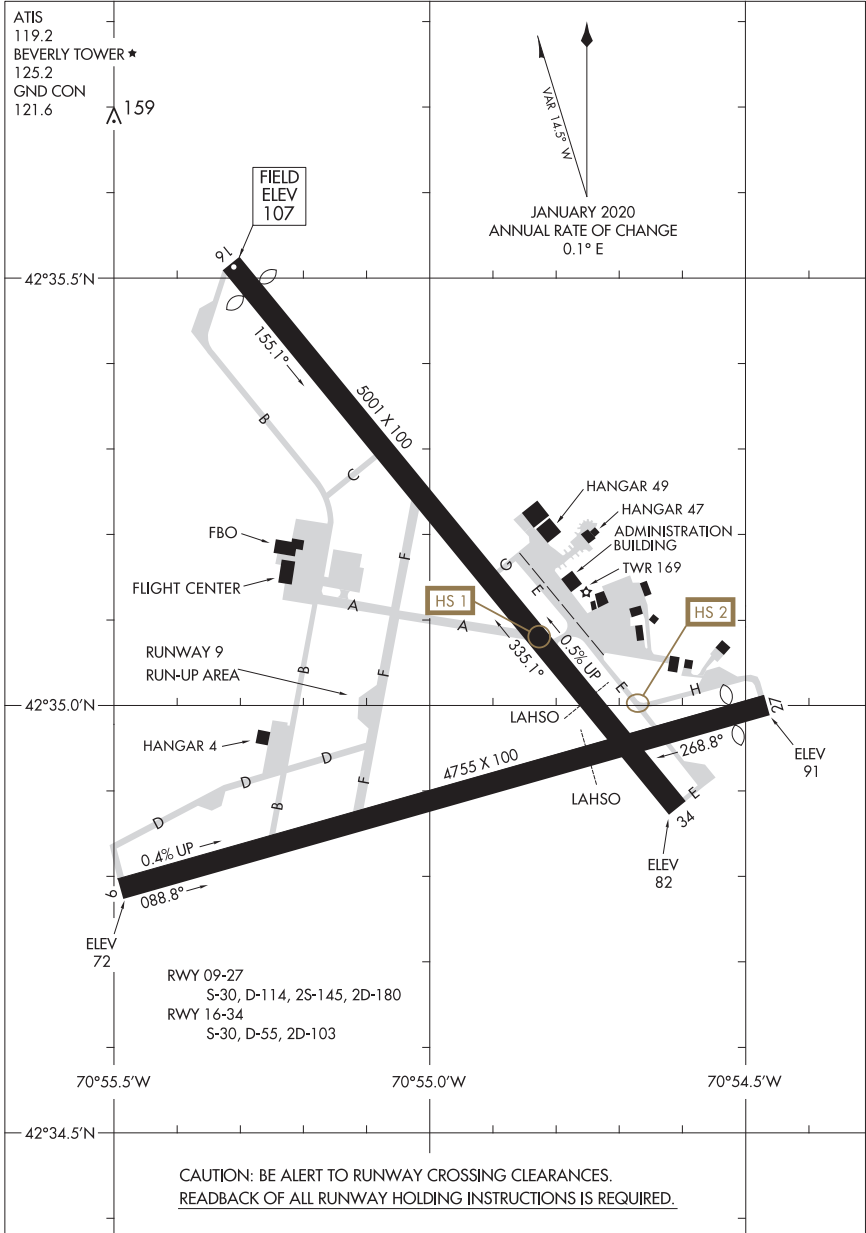 ATIS
119.2
BEVERLY TOWER ★
125.2
GND CON
121.6
159
VAR 14.5° W
JANUARY 2020
ANNUAL RATE OF CHANGE
0.1° E
FIELD
ELEV
107
16
42°35.5'N
155.1°
5001 X 100
B
C
F
FBO
FLIGHT CENTER
A
A
HANGAR 49
HANGAR 47
ADMINISTRATION
BUILDING
TWR 169
G
E
HS 1
HS 2
0.5% UP
335.1°
RUNWAY 9
RUN-UP AREA
B
F
E
H
42°35.0'N
LAHSO
27
HANGAR 4
268.8°
ELEV
91
4755 X 100
D
D
D
B
F
LAHSO
E
34
0.4% UP
088.8°
9
ELEV
82
ELEV
72
RWY 09-27
S-30, D-114, 2S-145, 2D-180
RWY 16-34
S-30, D-55, 2D-103
70°55.5'W
70°55.0'W
70°54.5'W
42°34.5'N
CAUTION: BE ALERT TO RUNWAY CROSSING CLEARANCES.
READBACK OF ALL RUNWAY HOLDING INSTRUCTIONS IS REQUIRED.